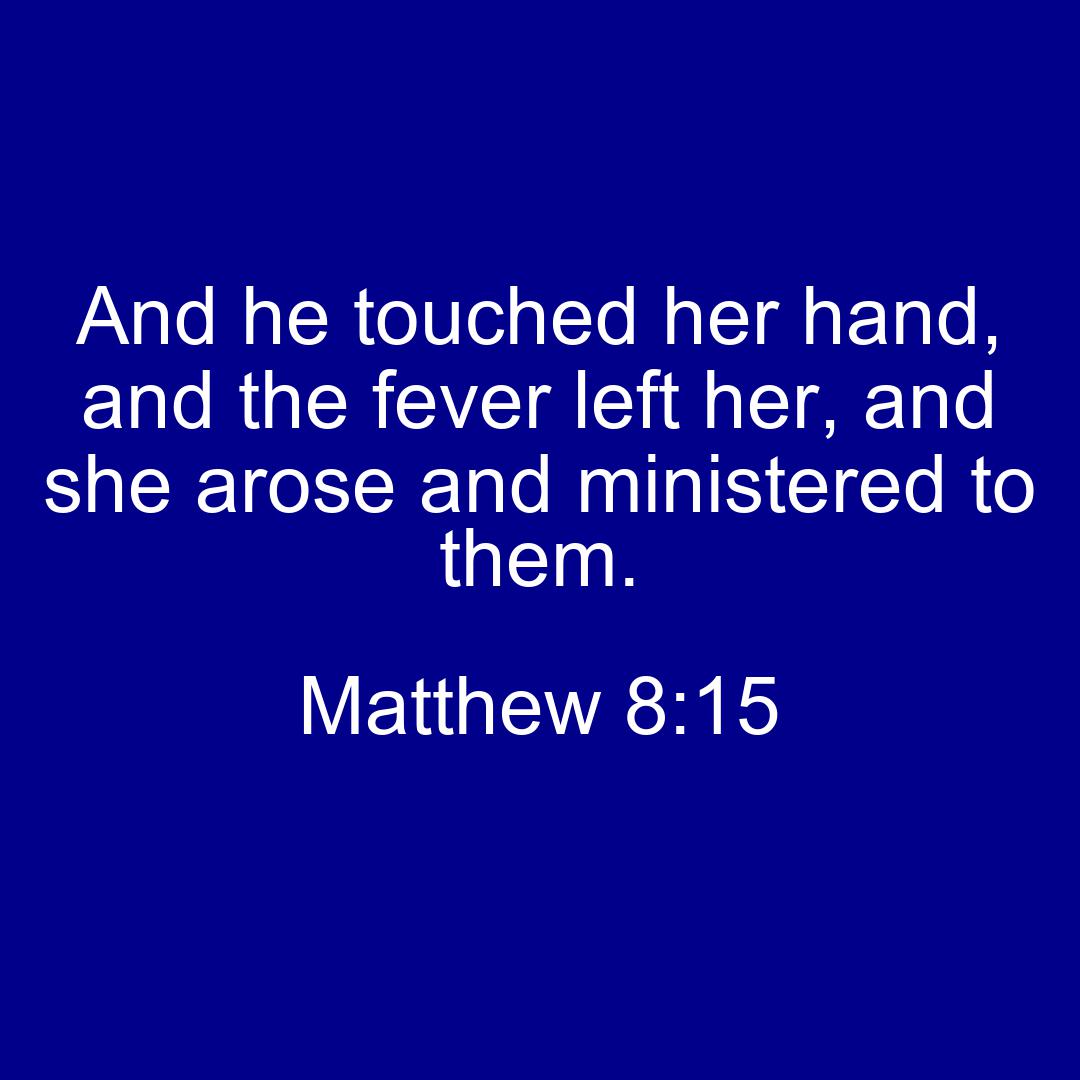 And he touched her hand,
and the fever left her, and
she arose and ministered to
them.
Matthew 8:15